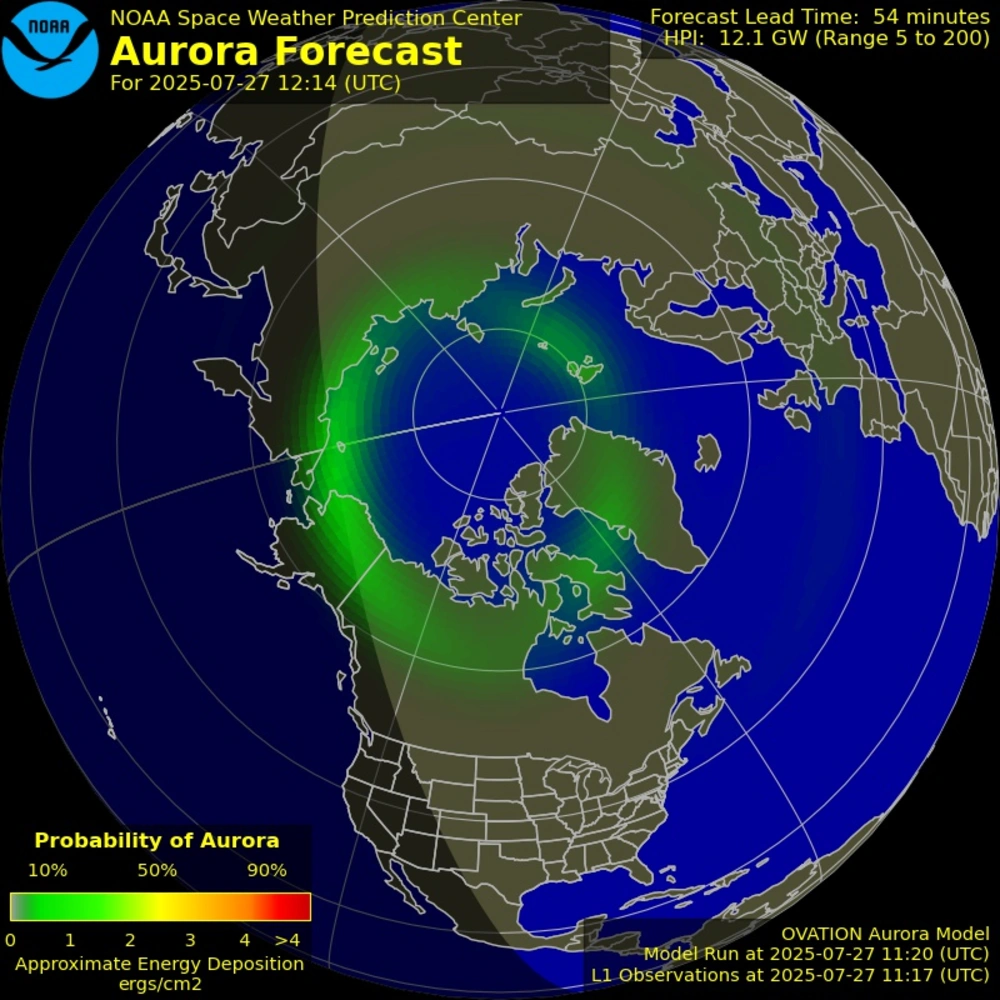 NOAA
NOAA Space Weather Prediction Center
Aurora Forecast
For 2025-07-27 12:14 (UTC)
Forecast Lead Time: 54 minutes
HPI: 12.1 GW (Range 5 to 200)
Probability of Aurora
10% 50% 90%
0 1 2 3 4 >4
Approximate Energy Deposition
ergs/cm2
OVATION Aurora Model
Model Run at 2025-07-27 11:20 (UTC)
L1 Observations at 2025-07-27 11:17 (UTC)